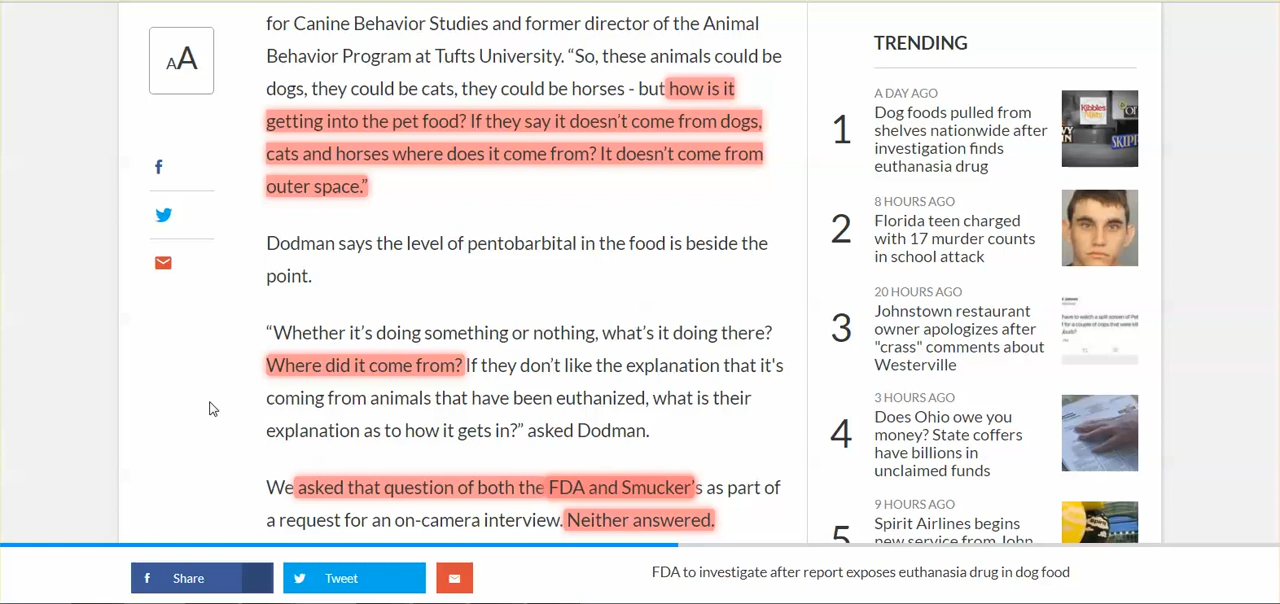 for Canine Behavior Studies and former director of the Animal
Behavior Program at Tufts University. “So, these animals could be
dogs, they could be cats, they could be horses - but how is it
getting into the pet food? If they say it doesn’t come from dogs,
cats and horses where does it come from? It doesn’t come from
outer space.”
Dodman says the level of pentobarbital in the food is beside the
point.
“Whether it’s doing something or nothing, what’s it doing there?
Where did it come from? If they don’t like the explanation that it's
coming from animals that have been euthanized, what is their
explanation as to how it gets in?” asked Dodman.
We asked that question of both the FDA and Smucker’s as part of
a request for an on-camera interview. Neither answered.
AA
TRENDING
1
A DAY AGO
Dog foods pulled from
shelves nationwide after
investigation finds
euthanasia drug
2
8 HOURS AGO
Florida teen charged
with 17 murder counts
in school attack
3
20 HOURS AGO
Johnstown restaurant
owner apologizes after
"crass" comments about
Westerville
4
3 HOURS AGO
Does Ohio owe you
money? State coffers
have billions in
unclaimed funds
5
9 HOURS AGO
Spirit Airlines begins
new service from John
Share
Tweet
FDA to investigate after report exposes euthanasia drug in dog food